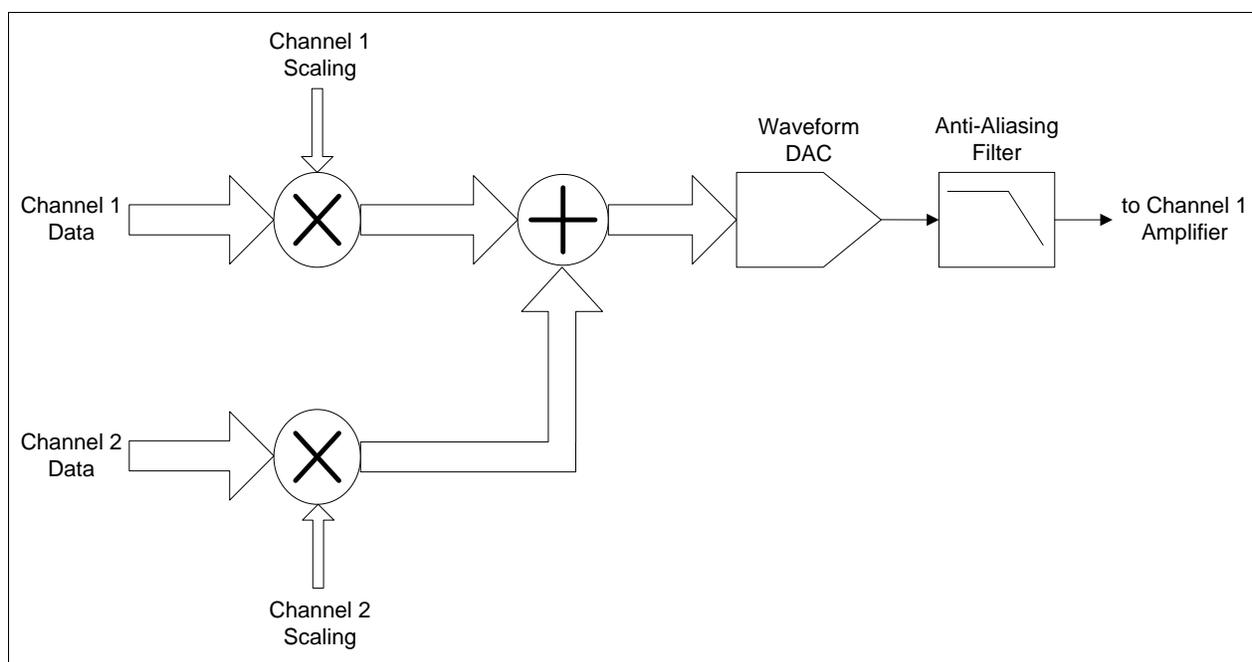 Channel 1
Scaling
Waveform
DAC
Anti-Aliasing
Filter
Channel 1
Data
to Channel 1
Amplifier
Channel 2
Data
Channel 2
Scaling